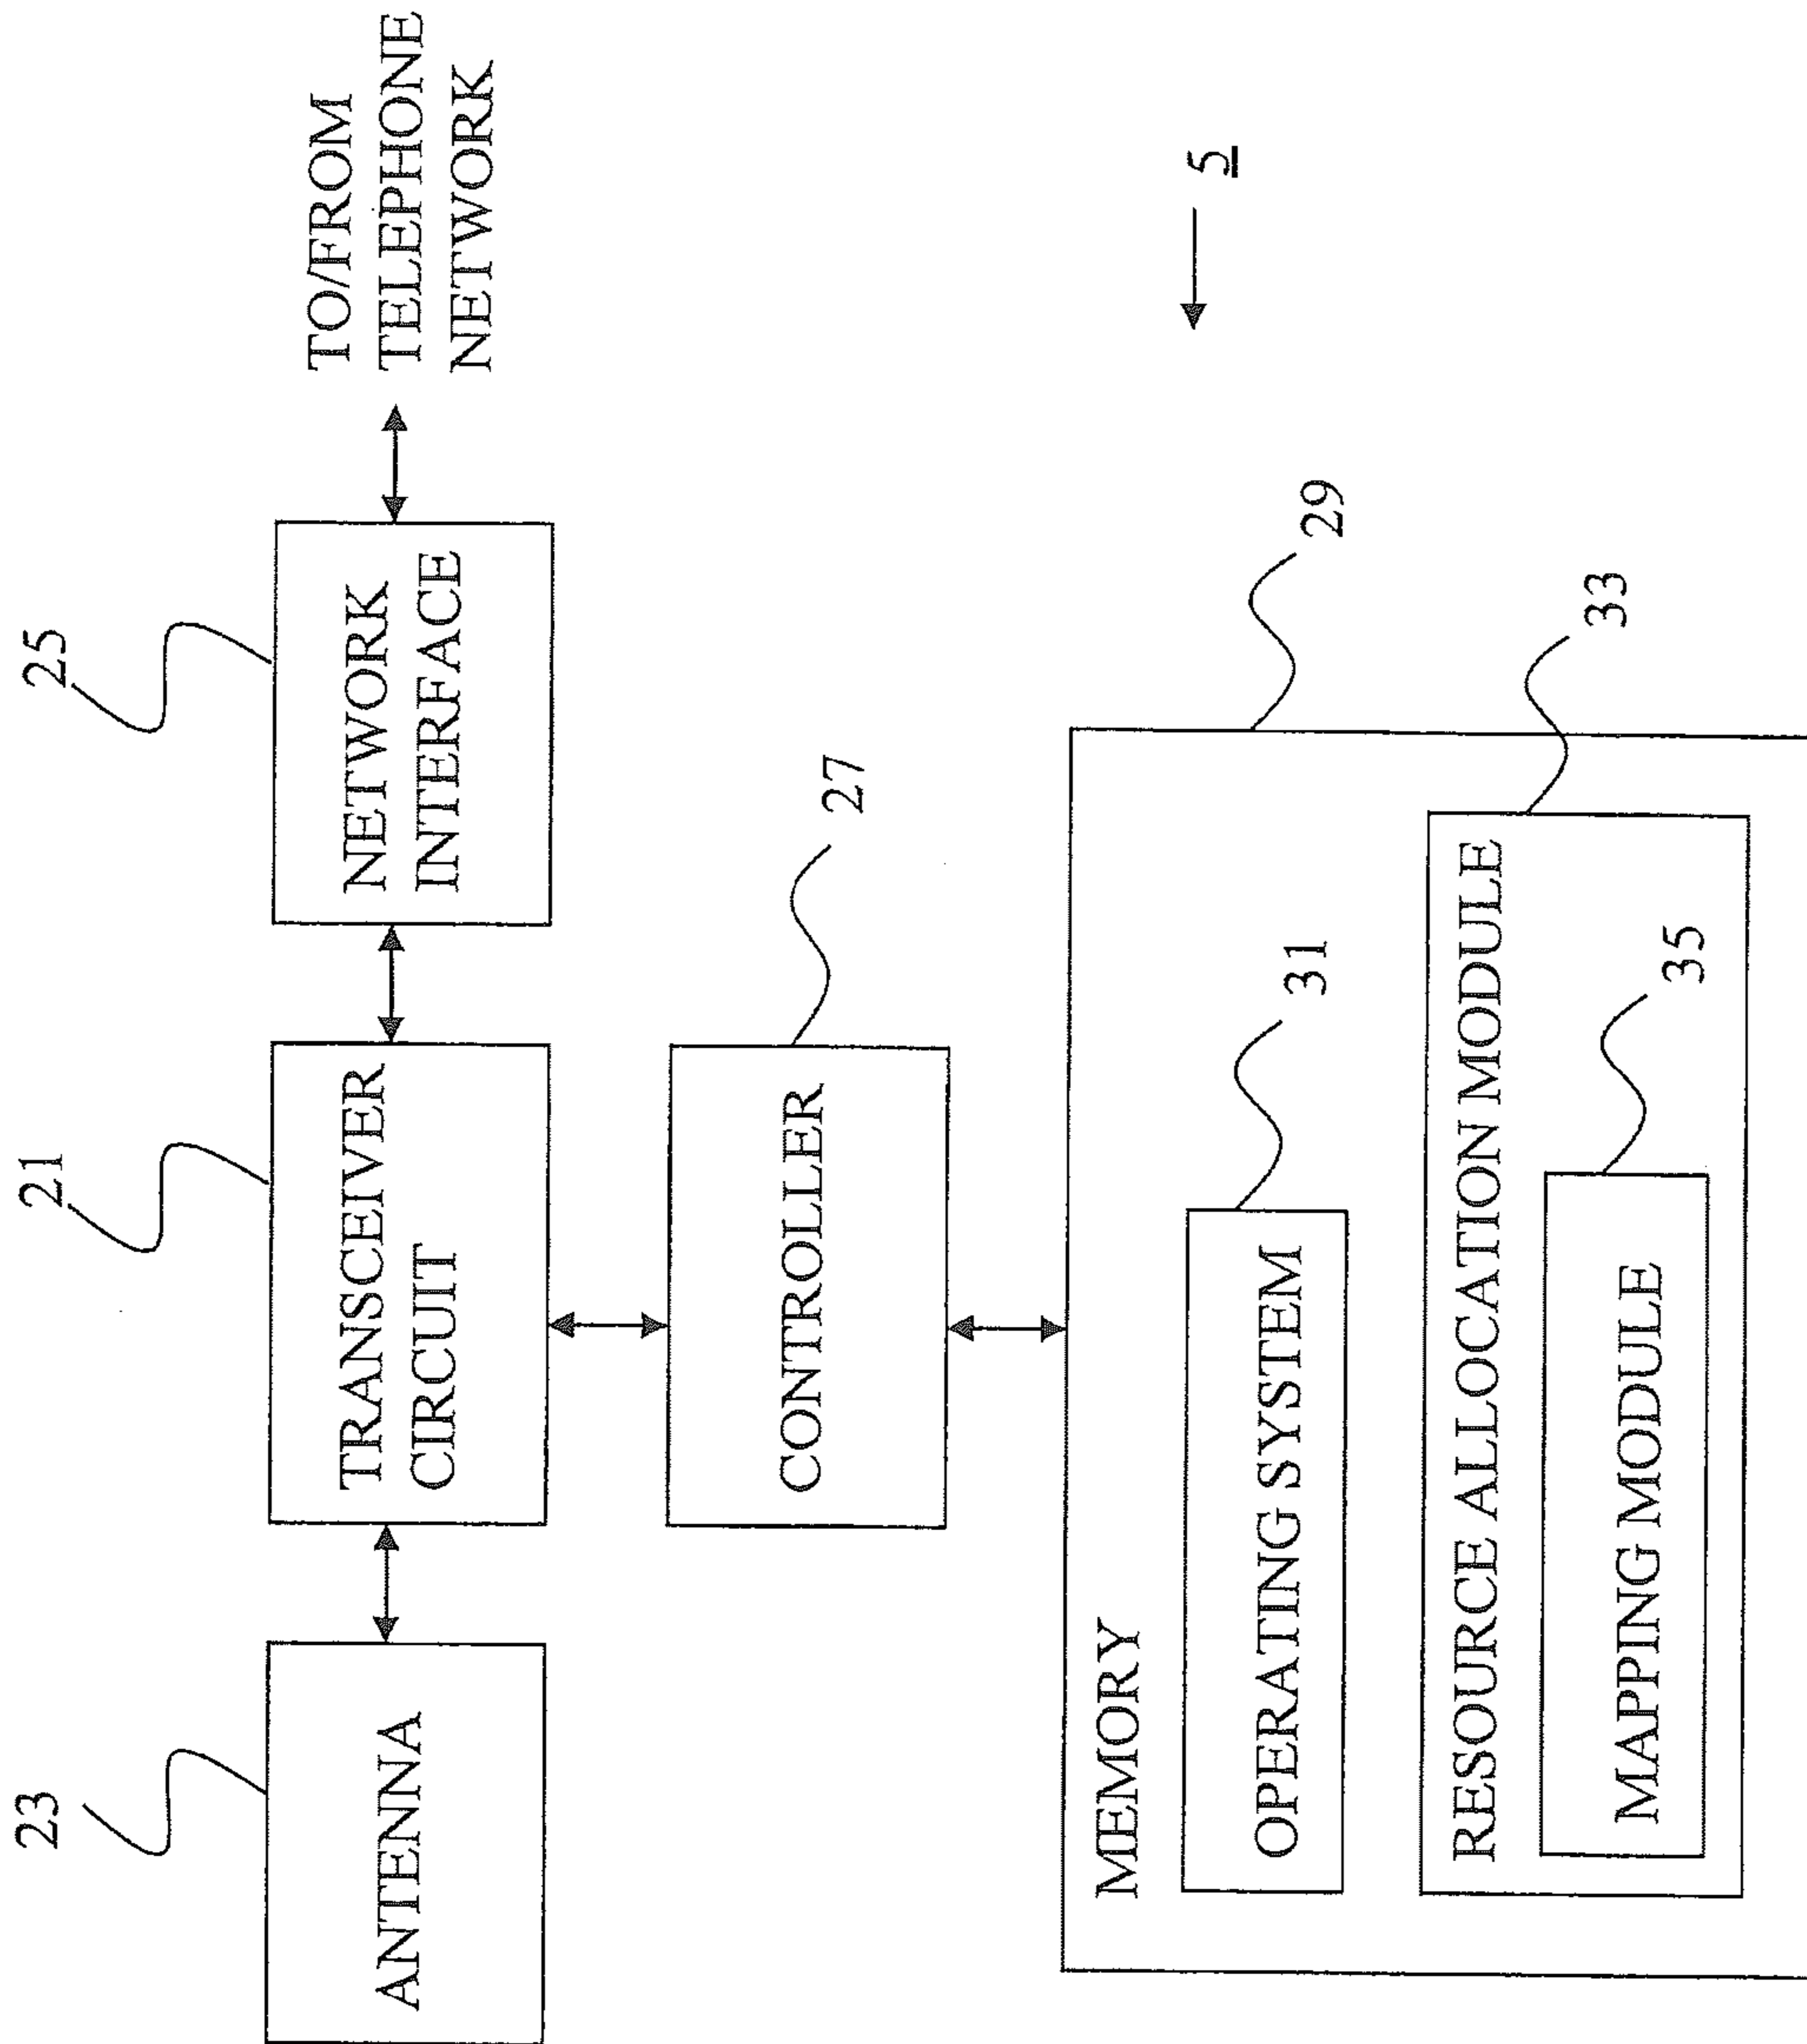 23
21
25
ANTENNA
TRANSCEIVER
CIRCUIT
NETWORK
INTERFACE
TO/FROM
TELEPHONE
NETWORK
CONTROLLER
27
5
MEMORY
29
OPERATING SYSTEM
31
RESOURCE ALLOCATION MODULE
33
MAPPING MODULE
35